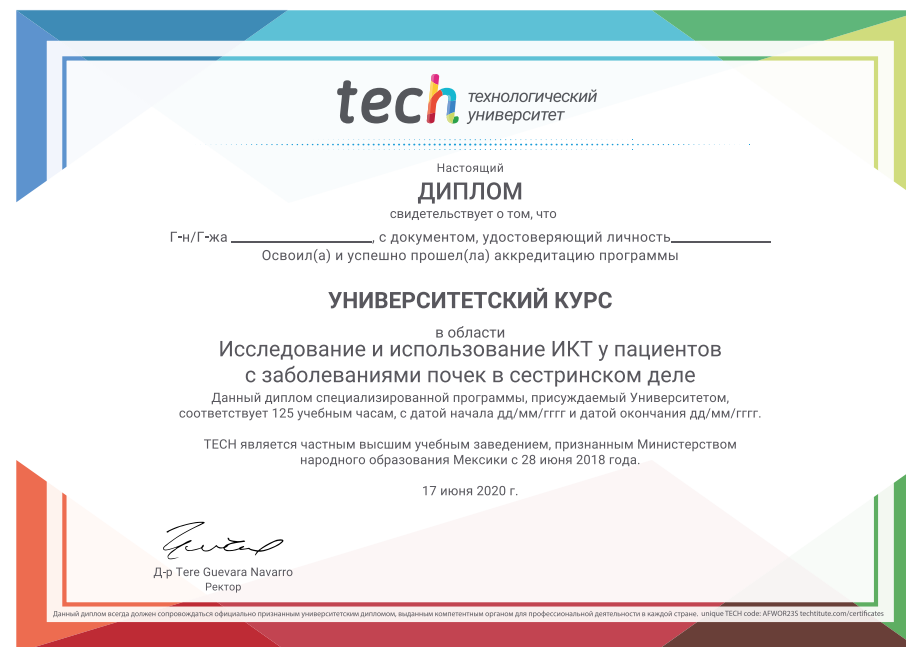 tech технологический
университет
Настоящий
ДИПЛОМ
свидетельствует о том, что
Г-н/Г-жа ____________________, с документом, удостоверяющий личность______________
Освоил(а) и успешно прошел(ла) аккредитацию программы
УНИВЕРСИТЕТСКИЙ КУРС
в области
Исследование и использование ИКТ у пациентов
с заболеваниями почек в сестринском деле
Данный диплом специализированной программы, присуждаемый Университетом,
соответствует 125 учебным часам, с датой начала дд/мм/гггг и датой окончания дд/мм/гггг.
TECH является частным высшим учебным заведением, признанным Министерством
народного образования Мексики с 28 июня 2018 года.
17 июня 2020 г.
Д-р Tere Guevara Navarro
Ректор
Данный диплом всегда должен сопровождаться официально признанным университетским дипломом, выданным компетентным органом для профессиональной деятельности в каждой стране. unique TECH code: AFWOR23S techtitute.com/certificates